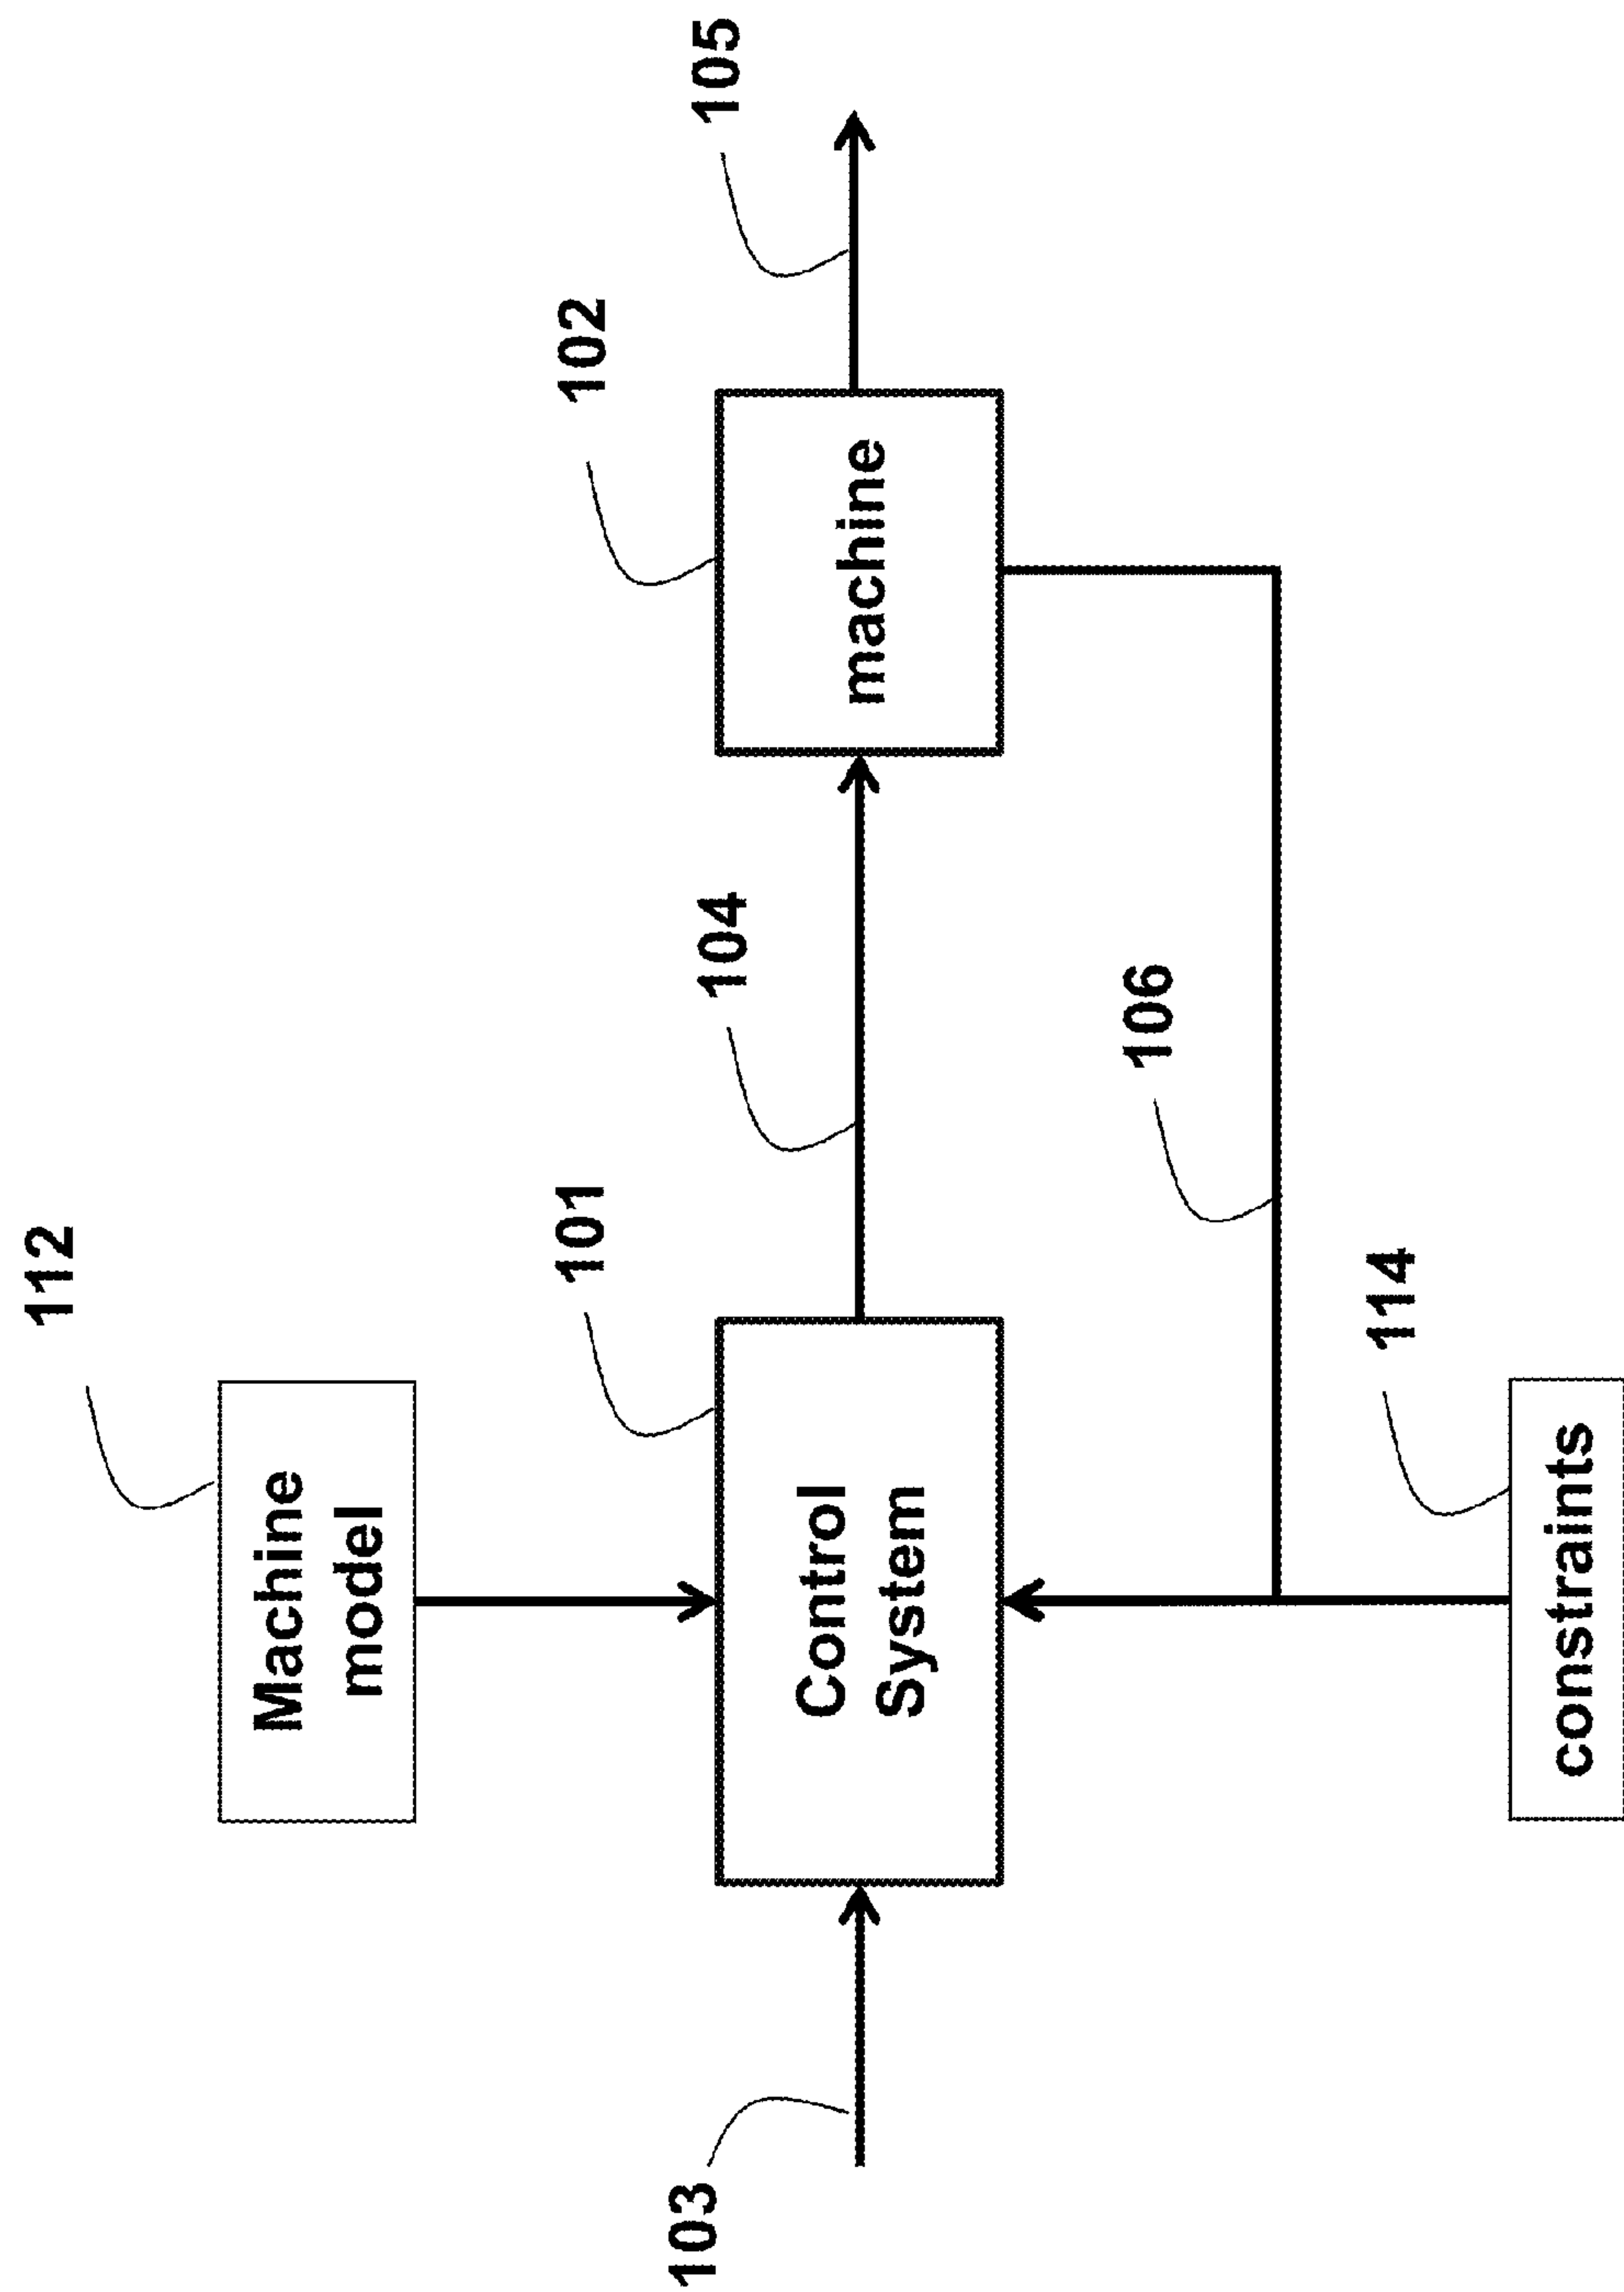 112
Machine
model
101
102
105
104
Control
System
machine
103
106
114
constraints